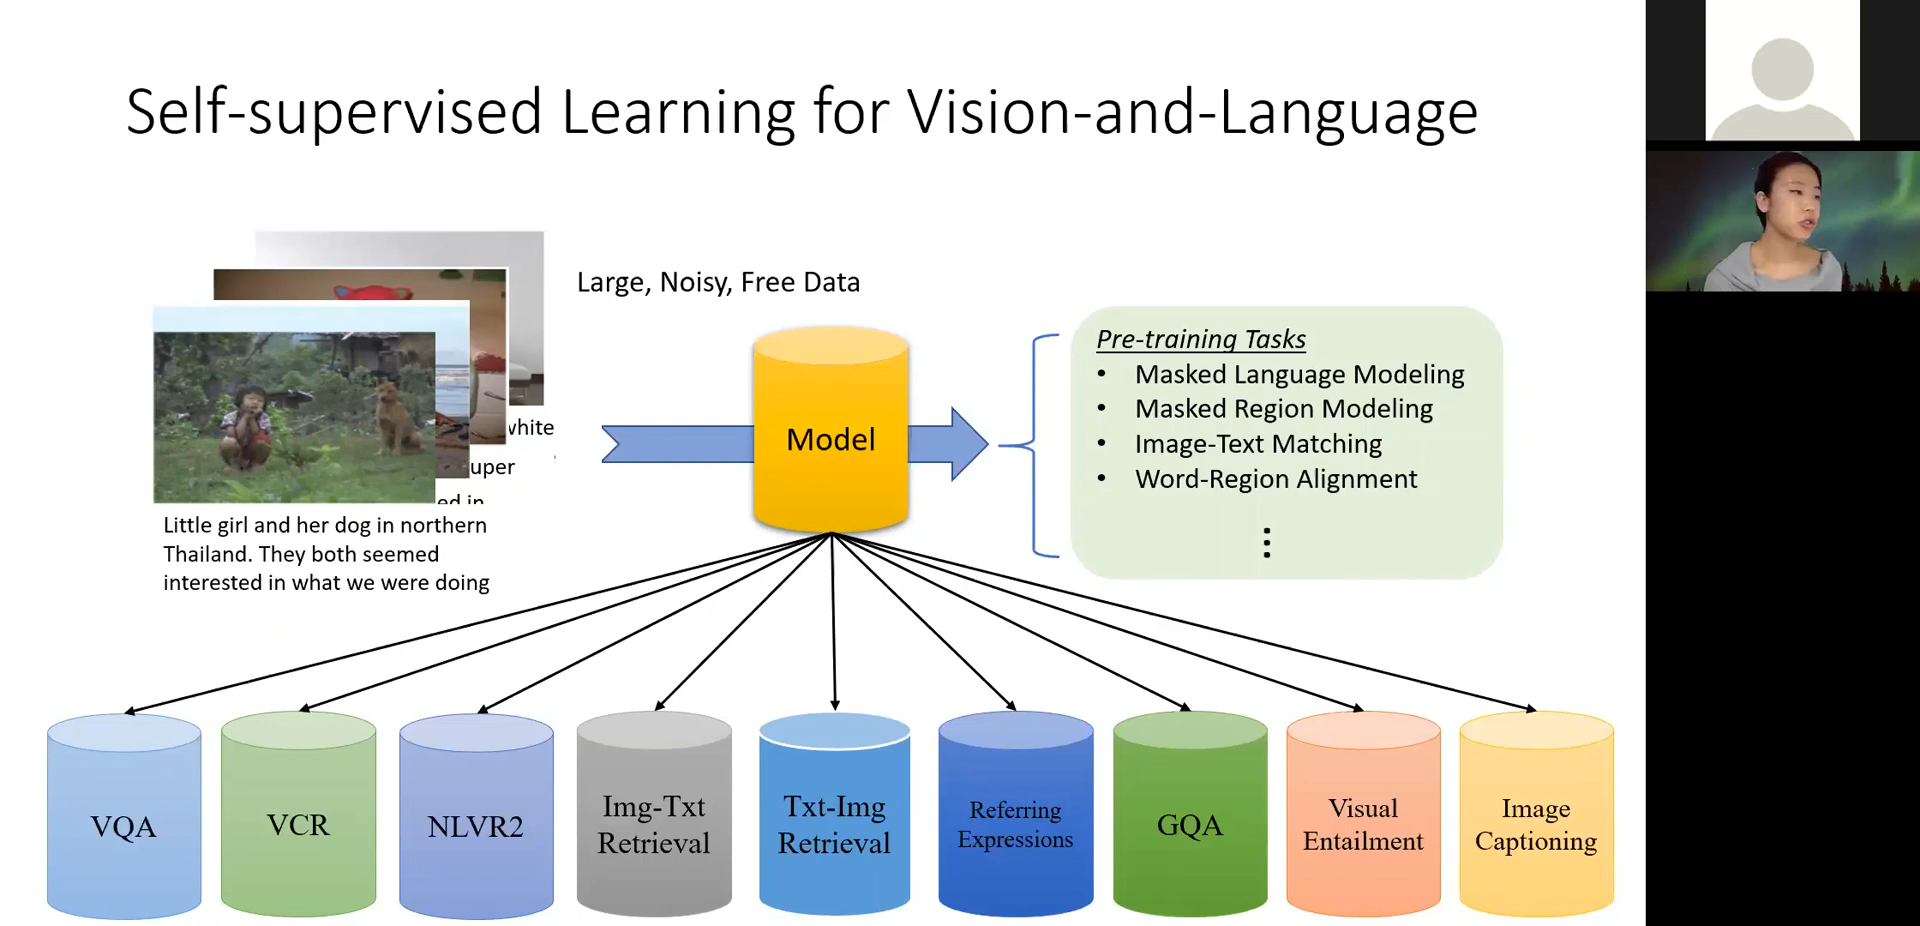 Self-supervised Learning for Vision-and-Language
Large, Noisy, Free Data
Little girl and her dog in northern
Thailand. They both seemed
interested in what we were doing
Model
Pre-training Tasks
• Masked Language Modeling
• Masked Region Modeling
• Image-Text Matching
• Word-Region Alignment
VQA
VCR
NLVR2
Img-Txt
Retrieval
Txt-Img
Retrieval
Referring
Expressions
GQA
Visual
Entailment
Image
Captioning